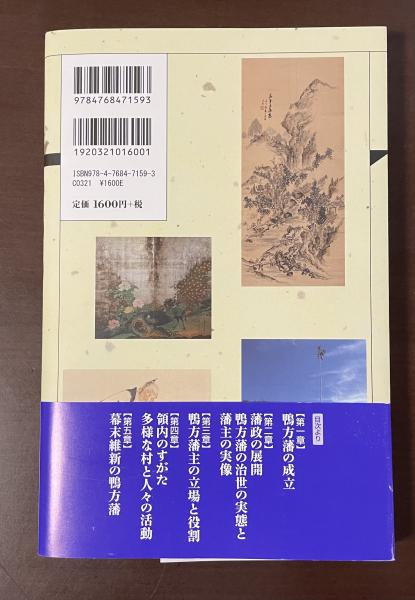 9784768471593
1920321016001
ISBN978-4-7684-7159-3
C0321 ¥1600E
定価 1600円+税
目次より
【第一章】
鴨方藩の成立
【第二章】
藩政の展開
鴨方藩の治世の実態と
藩主の実像
【第三章】
鴨方藩主の立場と役割
【第四章】
領内のすがた
多様な村と人々の活動
【第五章】
幕末維新の鴨方藩